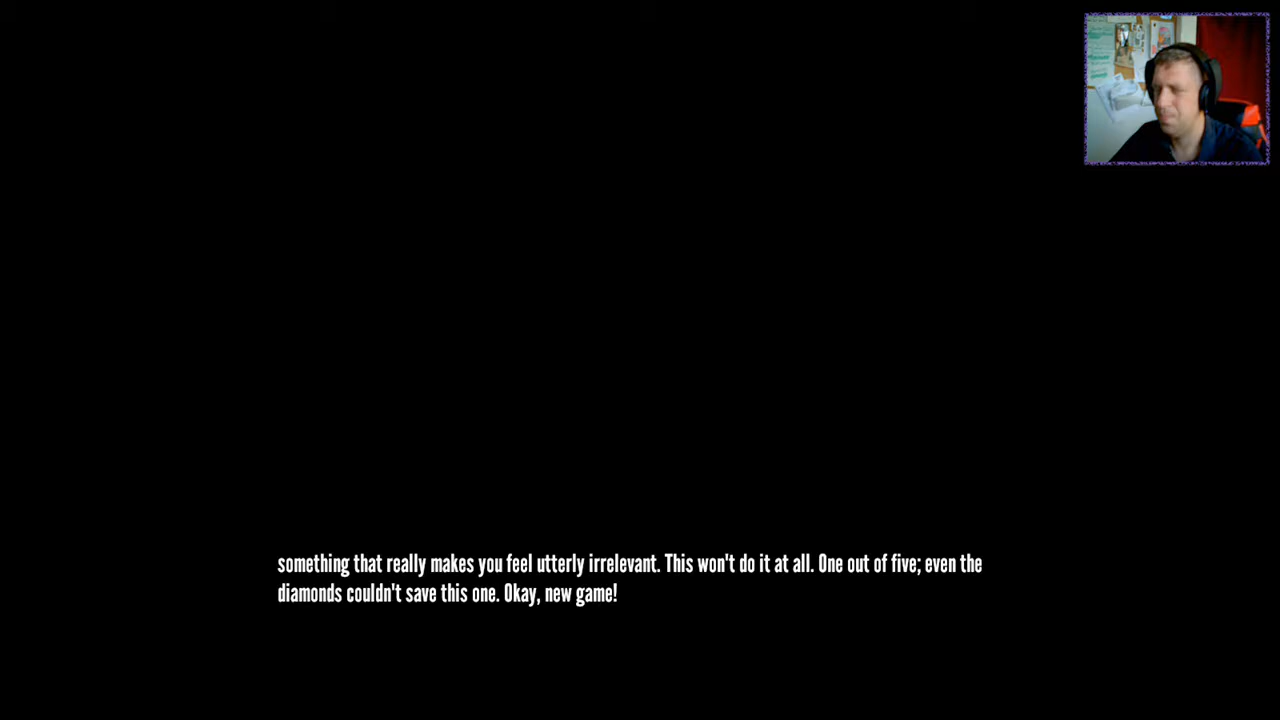 something that really makes you feel utterly irrelevant. This won't do it at all. One out of five; even the
diamonds couldn't save this one. Okay, new game!